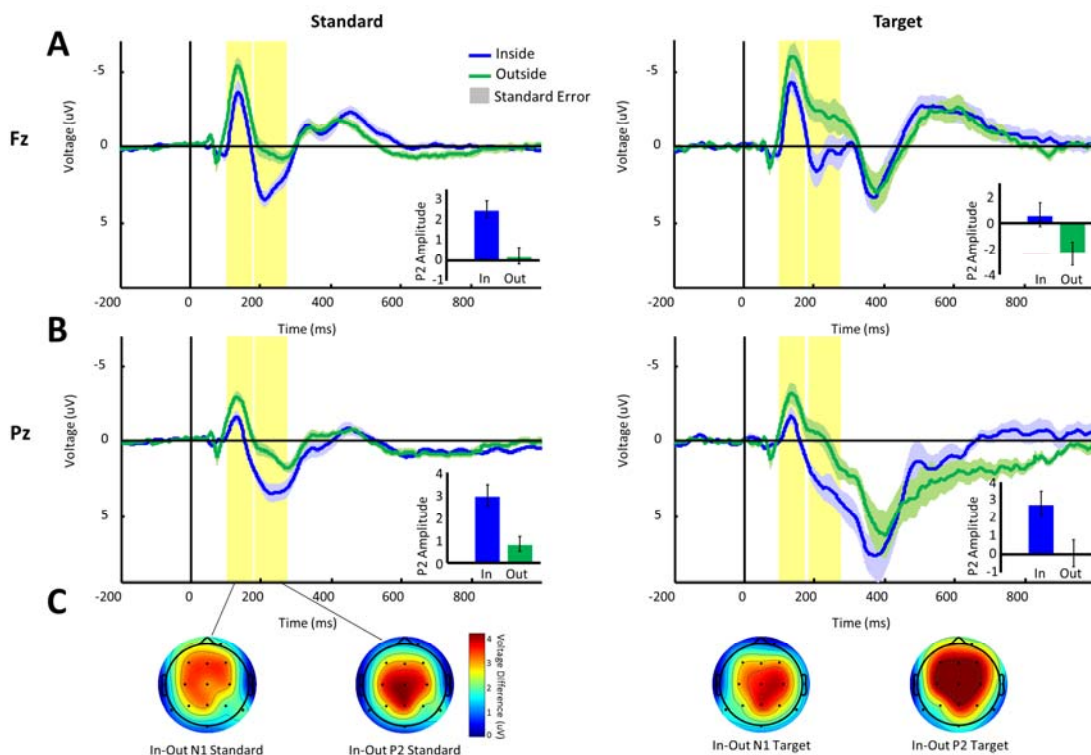 Standard
Target
A
Fz
Voltage (uV)
-5
0
5
Inside
Outside
Standard Error
P2 Amplitude
3
2
1
0
-1
In Out
-200 0 200 400 600 800
Time (ms)
Voltage (uV)
-5
0
5
P2 Amplitude
2
0
-2
-4
In Out
-200 0 200 400 600 800
Time (ms)
B
Pz
Voltage (uV)
-5
0
5
P2 Amplitude
4
3
2
1
0
In Out
-200 0 200 400 600 800
Time (ms)
Voltage (uV)
-5
0
5
P2 Amplitude
4
3
2
1
0
-1
In Out
-200 0 200 400 600 800
Time (ms)
C
4
3
2
1
0
Voltage Difference (uV)
In-Out N1 Standard
In-Out P2 Standard
In-Out N1 Target
In-Out P2 Target